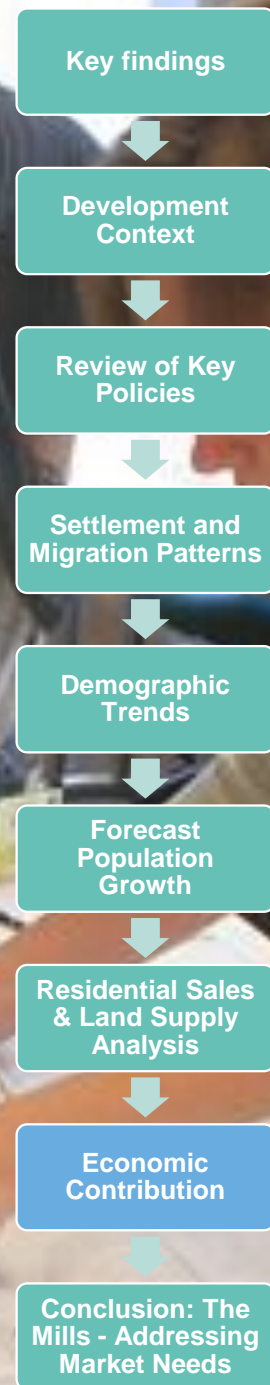 Key findings
Development
Context
Review of Key
Policies
Settlement and
Migration Patterns
Demographic
Trends
Forecast
Population
Growth
Residential Sales
& Land Supply
Analysis
Economic
Contribution
Conclusion: The
Mills - Addressing
Market Needs